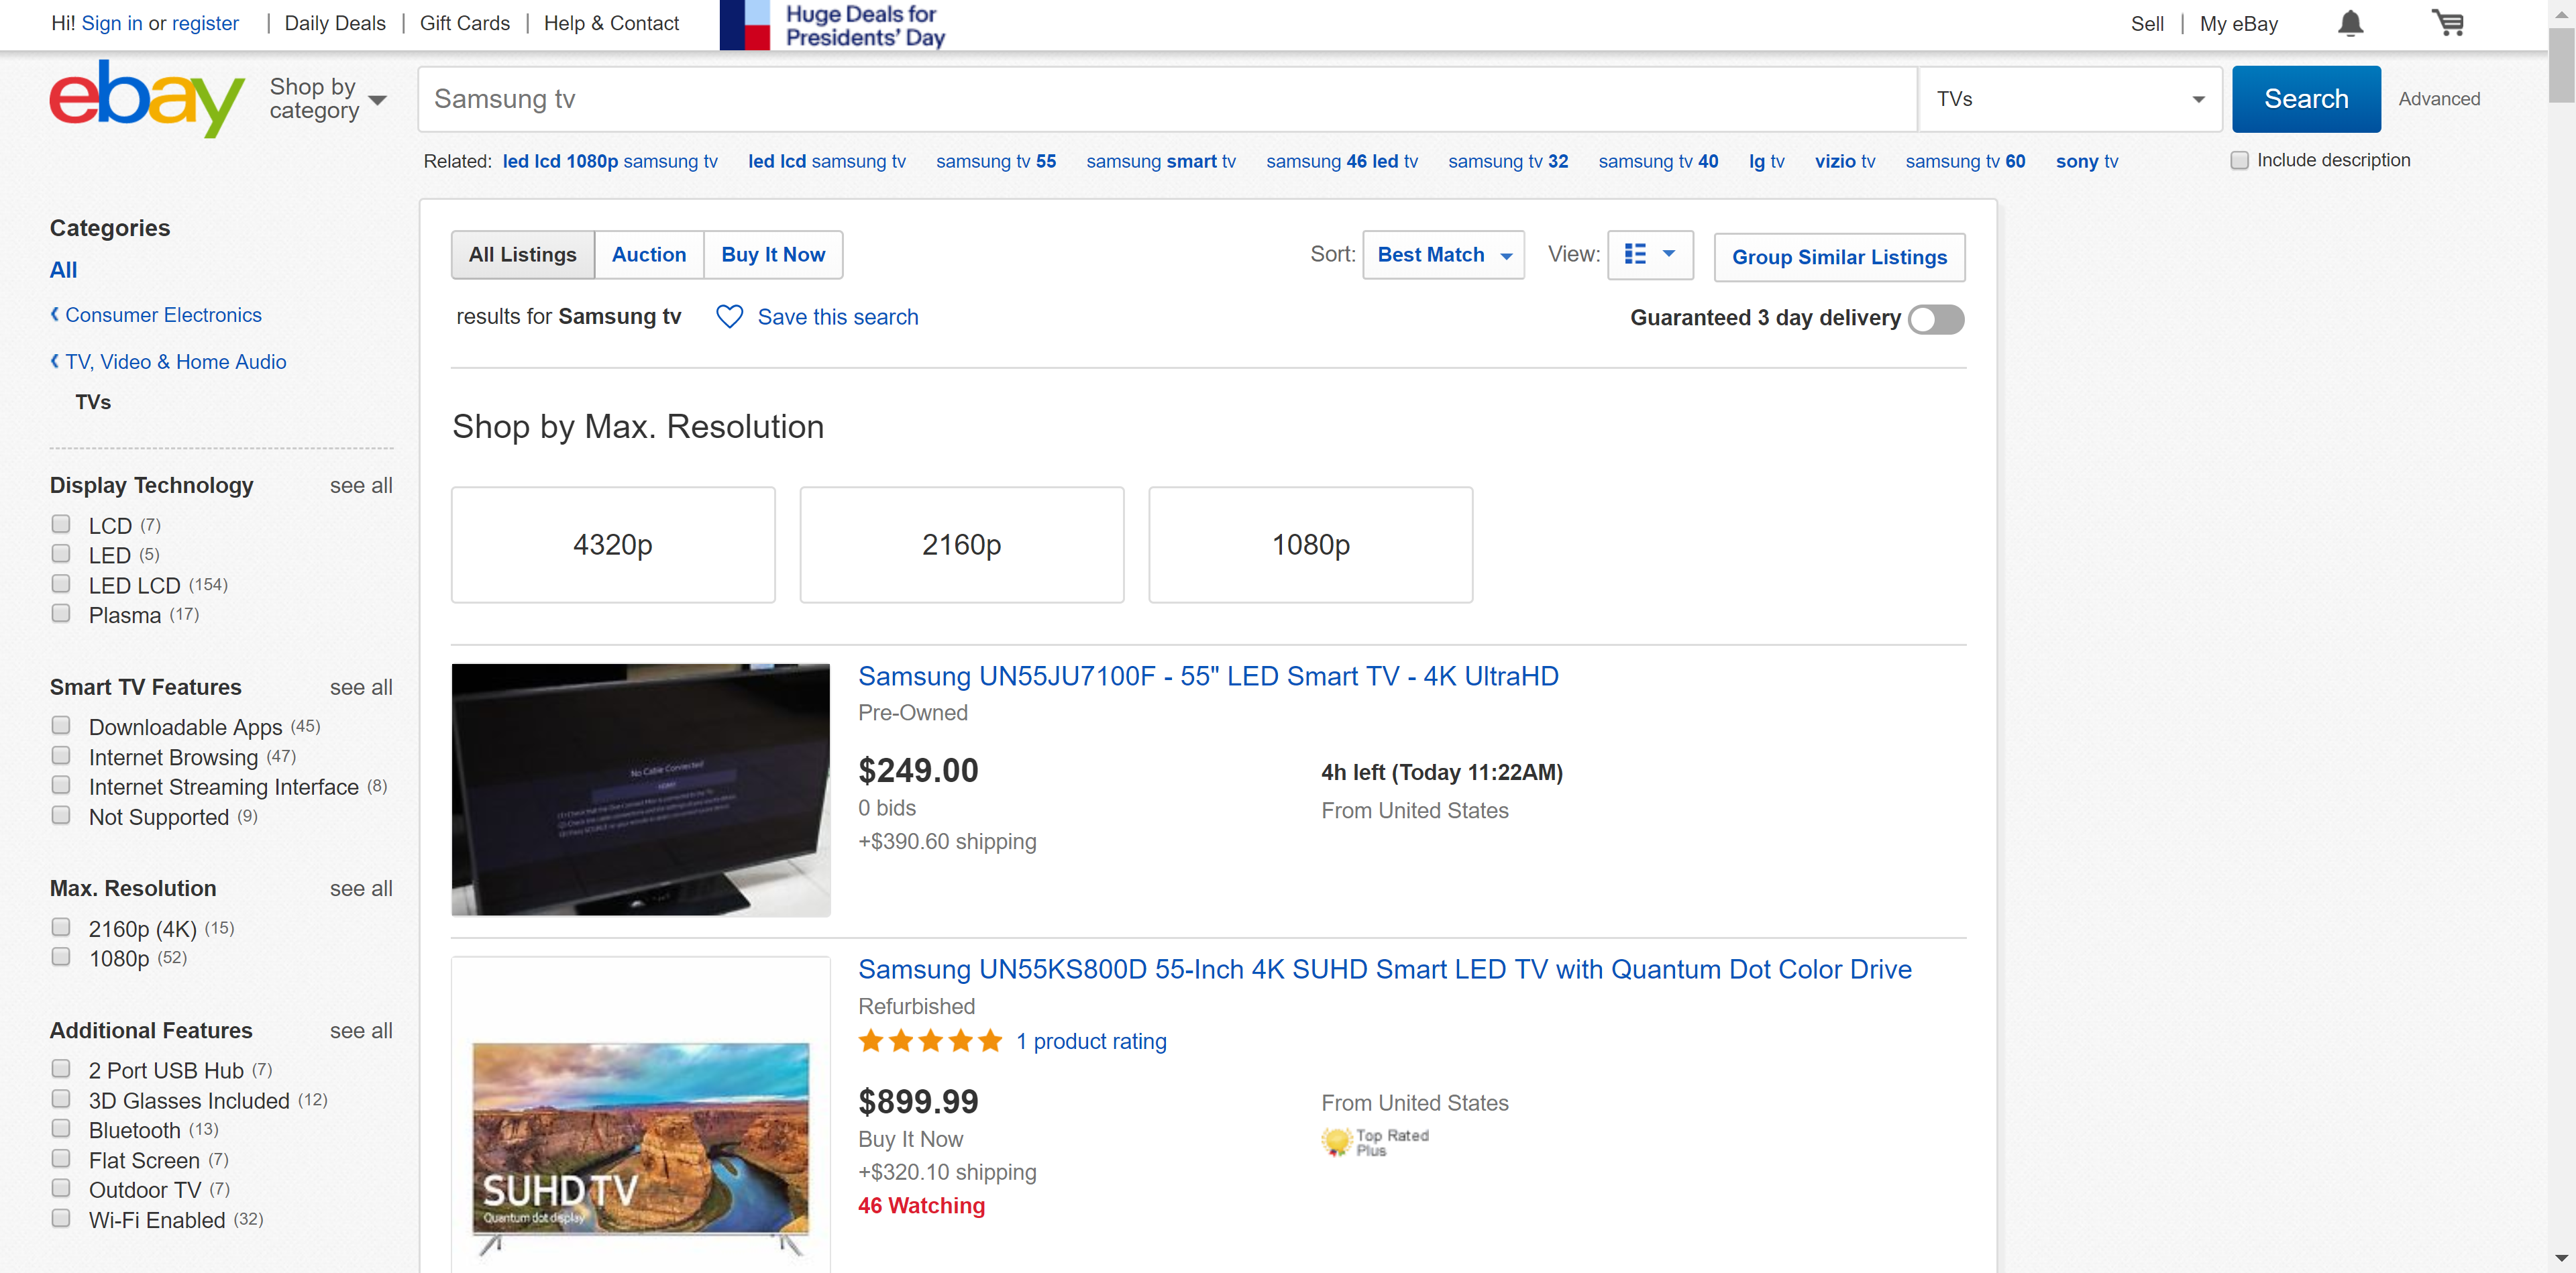 Hi! Sign in or register | Daily Deals | Gift Cards | Help & Contact
Huge Deals for
Presidents' Day
Sell | My eBay
ebay
Shop by
category
Samsung tv
TVs
Search
Advanced
Related: led lcd 1080p samsung tv led lcd samsung tv samsung tv 55 samsung smart tv samsung 46 led tv samsung tv 32 samsung tv 40 lg tv vizio tv samsung tv 60 sony tv
Include description
Categories
All
Consumer Electronics
TV, Video & Home Audio
TVs
Display Technology see all
LCD (7)
LED (5)
LED LCD (154)
Plasma (17)
Smart TV Features see all
Downloadable Apps (45)
Internet Browsing (47)
Internet Streaming Interface (8)
Not Supported (9)
Max. Resolution see all
2160p (4K) (15)
1080p (52)
Additional Features see all
2 Port USB Hub (7)
3D Glasses Included (12)
Bluetooth (13)
Flat Screen (7)
Outdoor TV (7)
Wi-Fi Enabled (32)
All Listings Auction Buy It Now
Sort: Best Match View: Group Similar Listings
results for Samsung tv Save this search
Guaranteed 3 day delivery
Shop by Max. Resolution
4320p 2160p 1080p
No Cable Connected
Samsung UN55JU7100F - 55" LED Smart TV - 4K UltraHD
Pre-Owned
$249.00
0 bids
+$390.60 shipping
4h left (Today 11:22AM)
From United States
SUHD TV
Quantum dot display
Samsung UN55KS800D 55-Inch 4K SUHD Smart LED TV with Quantum Dot Color Drive
Refurbished
1 product rating
$899.99
Buy It Now
+$320.10 shipping
46 Watching
From United States
Top Rated
Plus